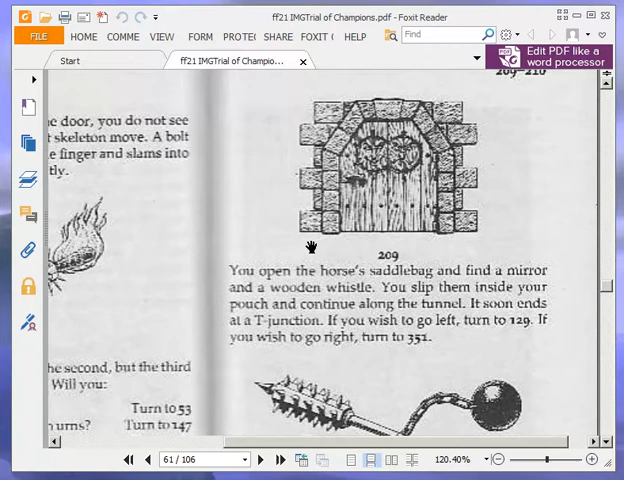 ff21 IMGTrial of Champions.pdf - Foxit Reader
FILE HOME COMME VIEW FORM PROTEC SHARE FOXIT C HELP Find
Start ff21 IMGTrial of Champio... Edit PDF like a
word processor
209–210
e door, you do not see
t skeleton move. A bolt
e finger and slams into
tly.
209
You open the horse's saddlebag and find a mirror
and a wooden whistle. You slip them inside your
pouch and continue along the tunnel. It soon ends
at a T-junction. If you wish to go left, turn to 129. If
you wish to go right, turn to 351.
he second, but the third
Will you:
Turn to 53
urns? Turn to 147
61 / 106 120.40%